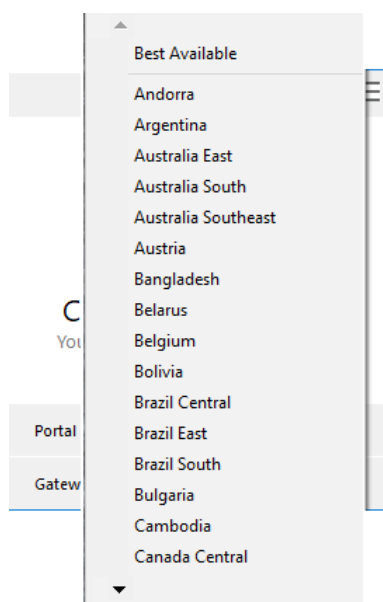 Best Available
Andorra
Argentina
Australia East
Australia South
Australia Southeast
Austria
Bangladesh
Belarus
Belgium
Bolivia
Brazil Central
Brazil East
Brazil South
Bulgaria
Cambodia
Canada Central
C
You
Portal
Gatew